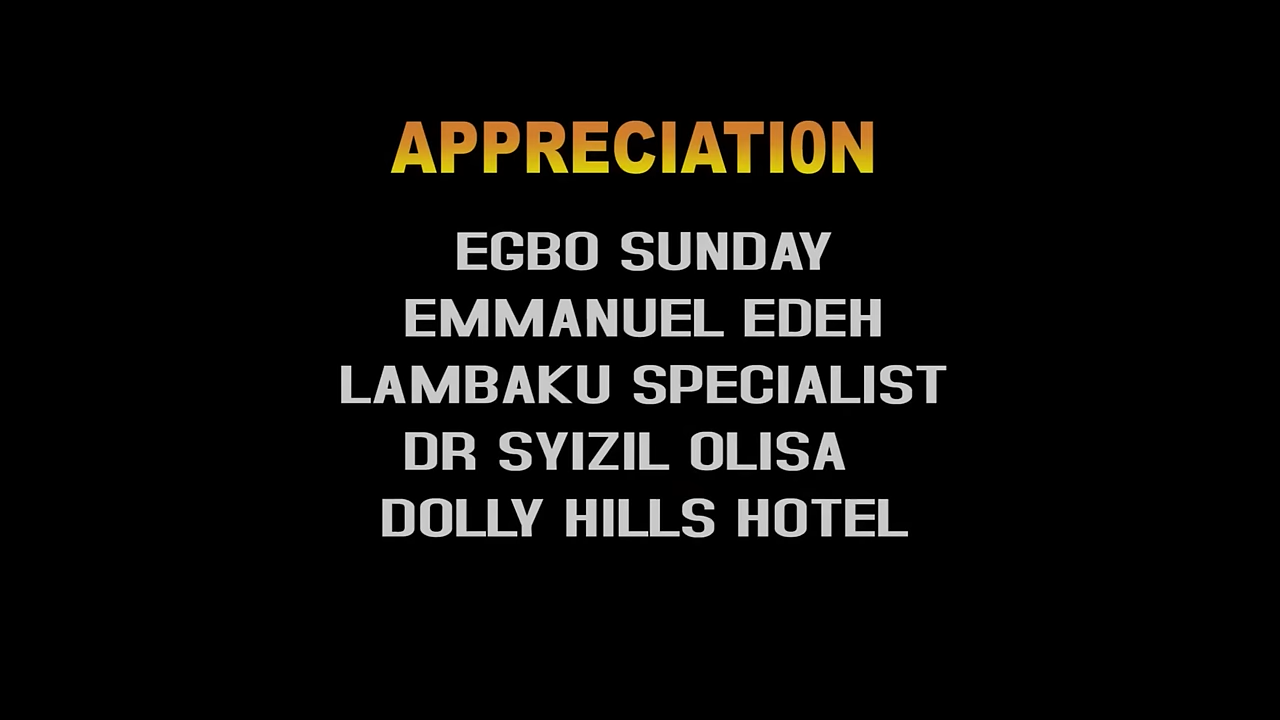 APPRECIATION
EGBO SUNDAY
EMMANUEL EDEH
LAMBAKU SPECIALIST
DR SYIZIL OLISA
DOLLY HILLS HOTEL